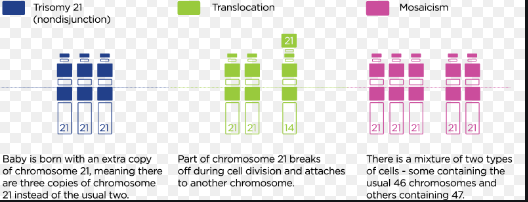 Trisomy 21
(nondisjunction)
Translocation
Mosaicism
21
21 21 21
21 21 14
21 21 21 21 21
Baby is born with an extra copy
of chromosome 21, meaning there
are three copies of chromosome
21 instead of the usual two.
Part of chromosome 21 breaks
off during cell division and attaches
to another chromosome.
There is a mixture of two types
of cells - some containing the
usual 46 chromosomes and
others containing 47.